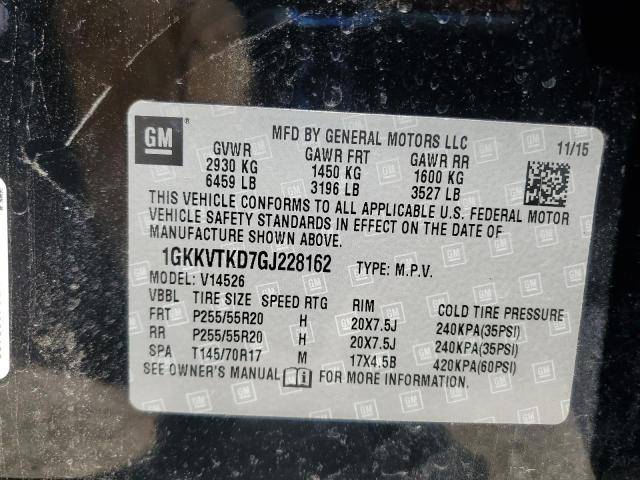 GM
®
MFD BY GENERAL MOTORS LLC 11/15
GVWR GAWR FRT GAWR RR
2930 KG 1450 KG 1600 KG
6459 LB 3196 LB 3527 LB
THIS VEHICLE CONFORMS TO ALL APPLICABLE U.S. FEDERAL MOTOR
VEHICLE SAFETY STANDARDS IN EFFECT ON THE DATE OF
MANUFACTURE SHOWN ABOVE.
1GKKVTKD7GJ228162 TYPE: M.P.V.
MODEL: V14526
VBBL TIRE SIZE SPEED RTG RIM COLD TIRE PRESSURE
FRT P255/55R20 H 20X7.5J 240KPA(35PSI)
RR P255/55R20 H 20X7.5J 240KPA(35PSI)
SPA T145/70R17 M 17X4.5B 420KPA(60PSI)
SEE OWNER'S MANUAL FOR MORE INFORMATION.